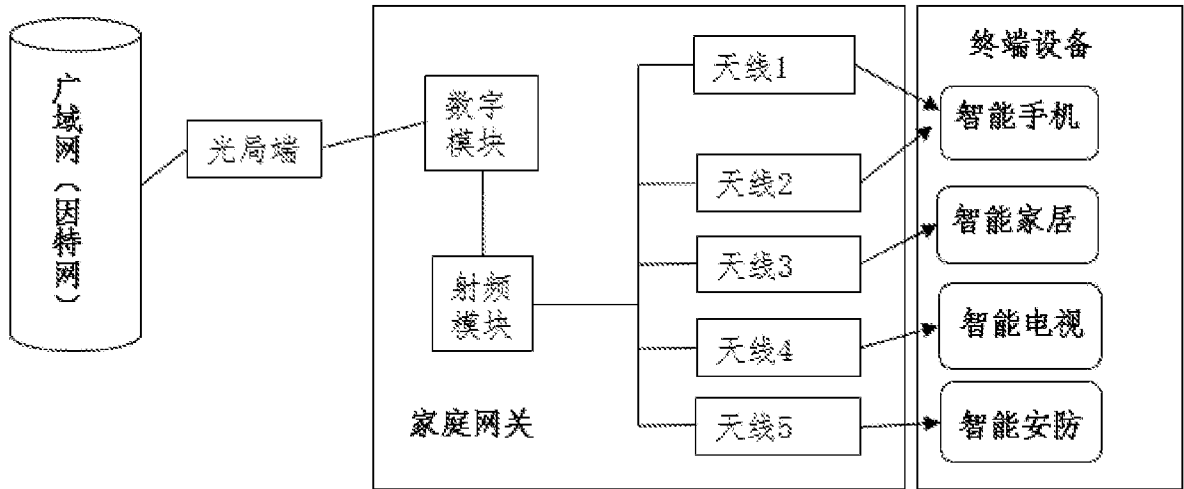 广域网（因特网）
光局端
数字
模块
射频
模块
家庭网关
天线1
天线2
天线3
天线4
天线5
终端设备
智能手机
智能家居
智能电视
智能安防